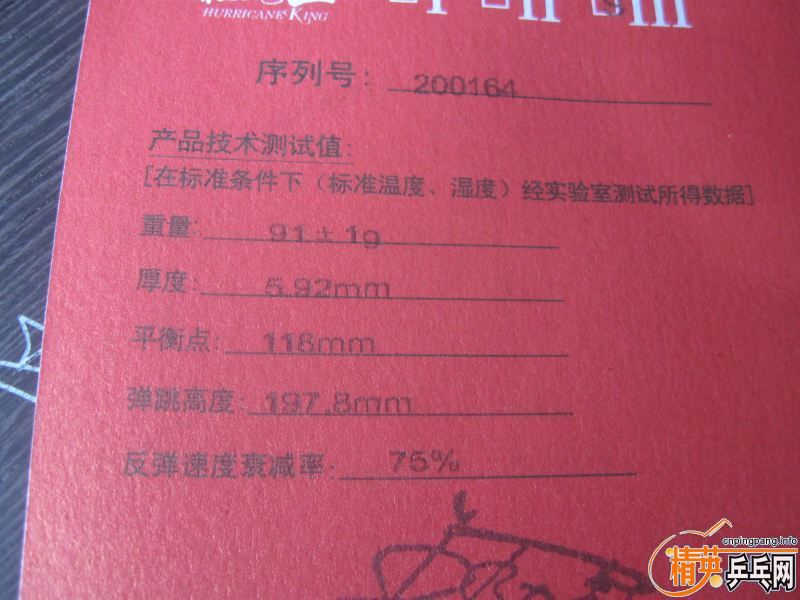 HURRICANE KING
序列号: 200164
产品技术测试值:
[在标准条件下（标准温度、湿度）经实验室测试所得数据]
重量: 91±1g
厚度: 5.92mm
平衡点: 118mm
弹跳高度: 197.8mm
反弹速度衰减率: 75%
cnpingpang.info
精英乒乓网